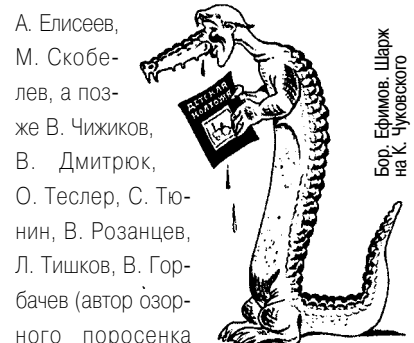 А. Елисеев,
М. Скобе-
лев, а поз-
же В. Чижиков,
В. Дмитрюк,
О. Теслер, С. Тю-
нин, В. Розанцев,
Л. Тишков, В. Гор-
бачев (автор озор-
ного поросенка
ДЕТСКАЯ
Бор. Ефимов. Шарж
на К. Чуковского